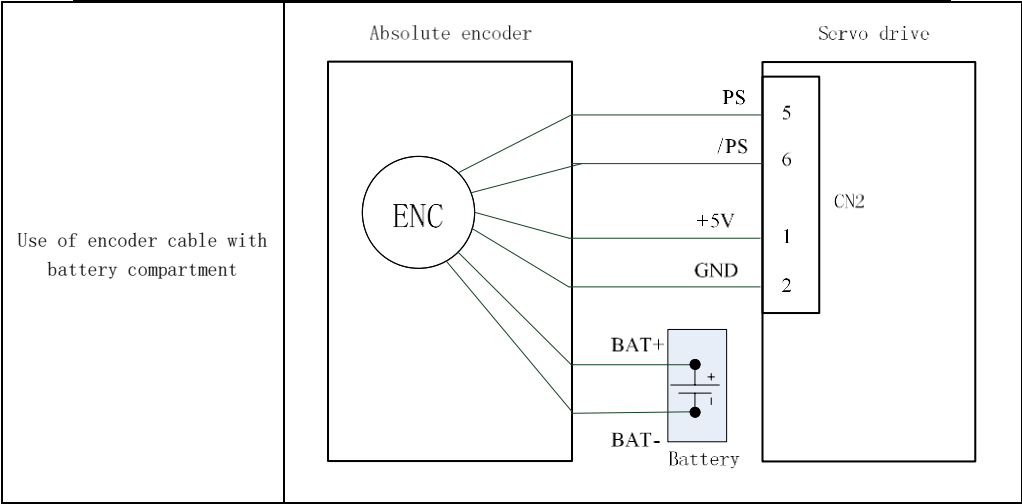 Use of encoder cable with
battery compartment
Absolute encoder
Servo drive
ENC
PS
5
/PS
6
CN2
+5V
1
GND
2
BAT+
+
-
BAT-
Battery